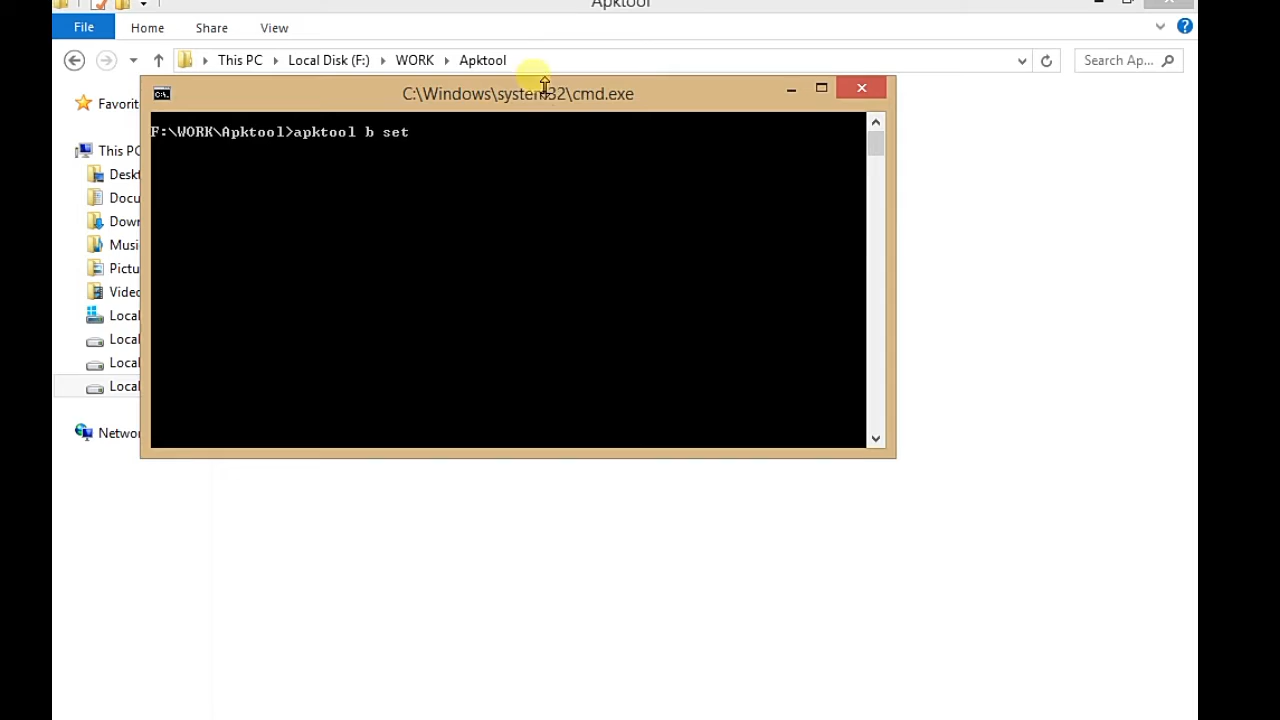 Apktool
File Home Share View
This PC Local Disk (F:) WORK Apktool Search Ap...
C:\Windows\system32\cmd.exe
F:\WORK\Apktool>apktool b set
Favorit
This PC
Deskt
Docu
Down
Musi
Pictu
Video
Local
Local
Local
Local
Networ